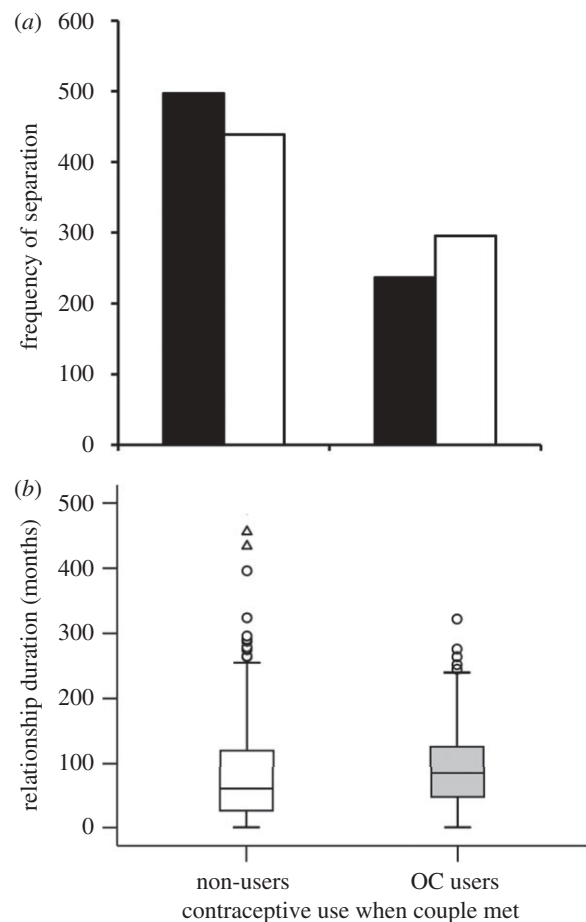 (a)
600
500
400
300
200
100
0
frequency of separation
(b)
500
400
300
200
100
0
relationship duration (months)
non-users OC users
contraceptive use when couple met